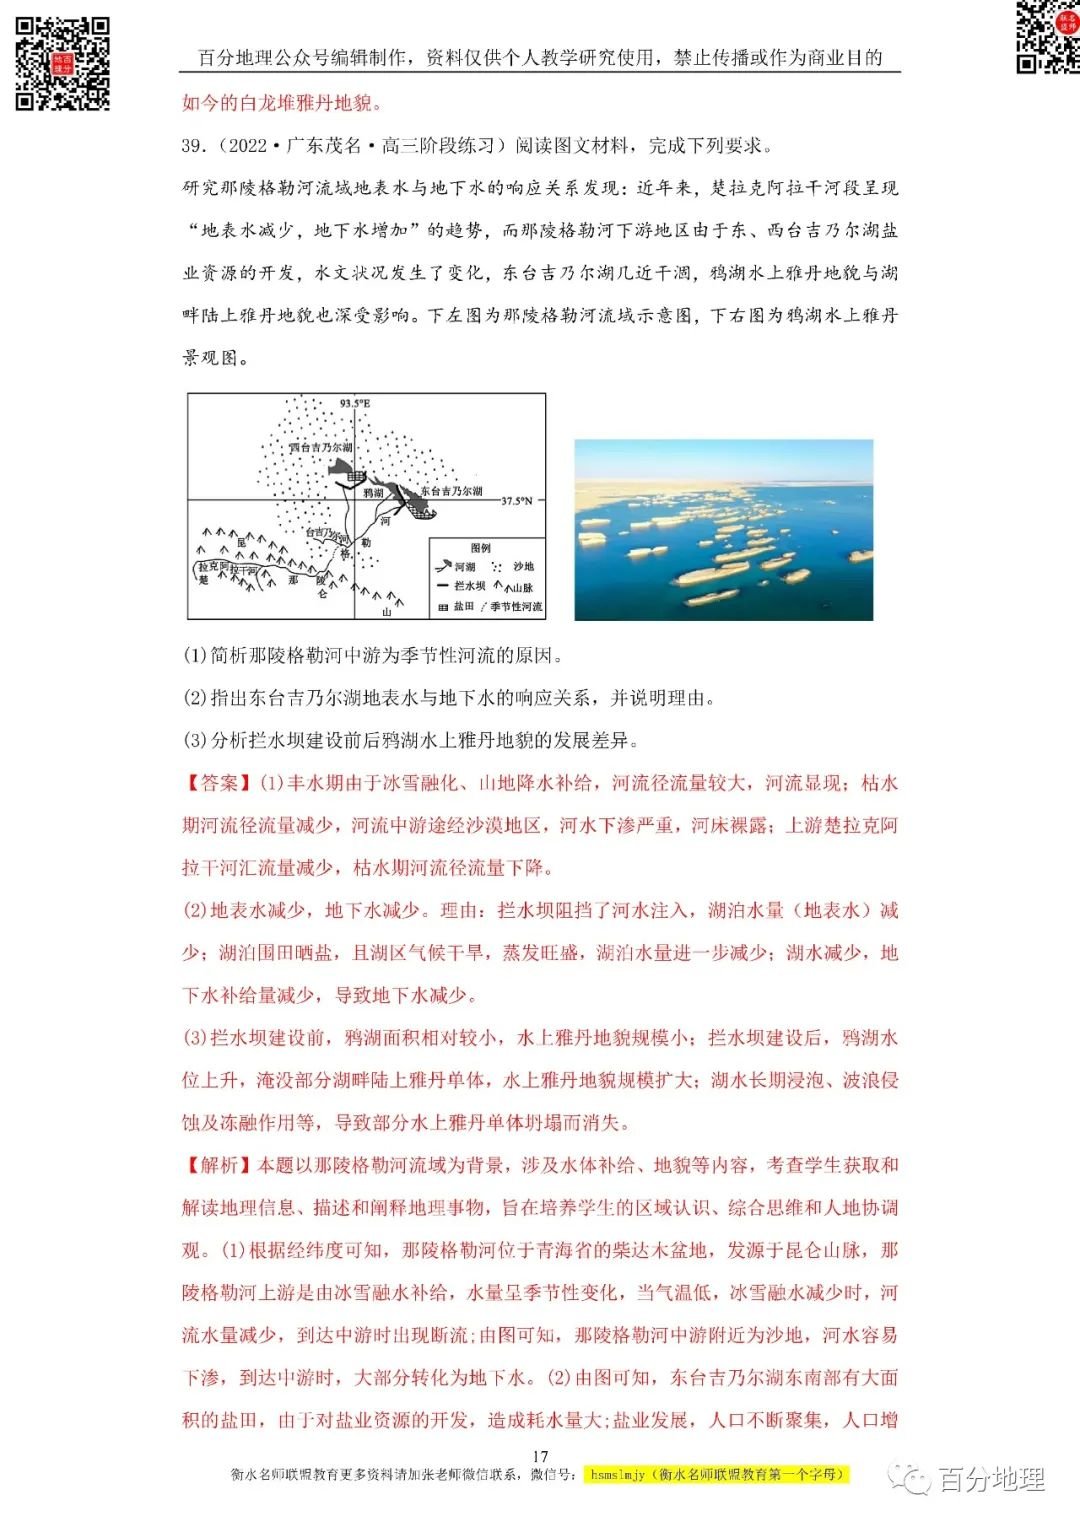 百分地理公众号编辑制作，资料仅供个人教学研究使用，禁止传播或作为商业目的
如今的白龙堆雅丹地貌。
39．（2022·广东茂名·高三阶段练习）阅读图文材料，完成下列要求。
研究那陵格勒河流域地表水与地下水的响应关系发现：近年来，楚拉克阿拉干河段呈现
“地表水减少，地下水增加”的趋势，而那陵格勒河下游地区由于东、西台吉乃尔湖盐
业资源的开发，水文状况发生了变化，东台吉乃尔湖几近干涸，鸦湖水上雅丹地貌与湖
畔陆上雅丹地貌也深受影响。下左图为那陵格勒河流域示意图，下右图为鸦湖水上雅丹
景观图。
93.5°E
西台吉乃尔湖
鸦湖
东台吉乃尔湖
37.5°N
河
台吉乃尔河
勒
格
昆
拉克阿拉干河
楚
那
陵
仑
山
图例
河湖
沙地
拦水坝
山脉
盐田
季节性河流
(1)简析那陵格勒河中游为季节性河流的原因。
(2)指出东台吉乃尔湖地表水与地下水的响应关系，并说明理由。
(3)分析拦水坝建设前后鸦湖水上雅丹地貌的发展差异。
【答案】(1)丰水期由于冰雪融化、山地降水补给，河流径流量较大，河流显现；枯水
期河流径流量减少，河流中游途经沙漠地区，河水下渗严重，河床裸露；上游楚拉克阿
拉干河汇流量减少，枯水期河流径流量下降。
(2)地表水减少，地下水减少。理由：拦水坝阻挡了河水注入，湖泊水量（地表水）减
少；湖泊围田晒盐，且湖区气候干旱，蒸发旺盛，湖泊水量进一步减少；湖水减少，地
下水补给量减少，导致地下水减少。
(3)拦水坝建设前，鸦湖面积相对较小，水上雅丹地貌规模小；拦水坝建设后，鸦湖水
位上升，淹没部分湖畔陆上雅丹单体，水上雅丹地貌规模扩大；湖水长期浸泡、波浪侵
蚀及冻融作用等，导致部分水上雅丹单体坍塌而消失。
【解析】本题以那陵格勒河流域为背景，涉及水体补给、地貌等内容，考查学生获取和
解读地理信息、描述和阐释地理事物，旨在培养学生的区域认识、综合思维和人地协调
观。(1)根据经纬度可知，那陵格勒河位于青海省的柴达木盆地，发源于昆仑山脉，那
陵格勒河上游是由冰雪融水补给，水量呈季节性变化，当气温低，冰雪融水减少时，河
流水量减少，到达中游时出现断流;由图可知，那陵格勒河中游附近为沙地，河水容易
下渗，到达中游时，大部分转化为地下水。(2)由图可知，东台吉乃尔湖东南部有大面
积的盐田，由于对盐业资源的开发，造成耗水量大;盐业发展，人口不断聚集，人口增
17
衡水名师联盟教育更多资料请加张老师微信联系，微信号： hsmslmjy（衡水名师联盟教育第一个字母）
百分地理